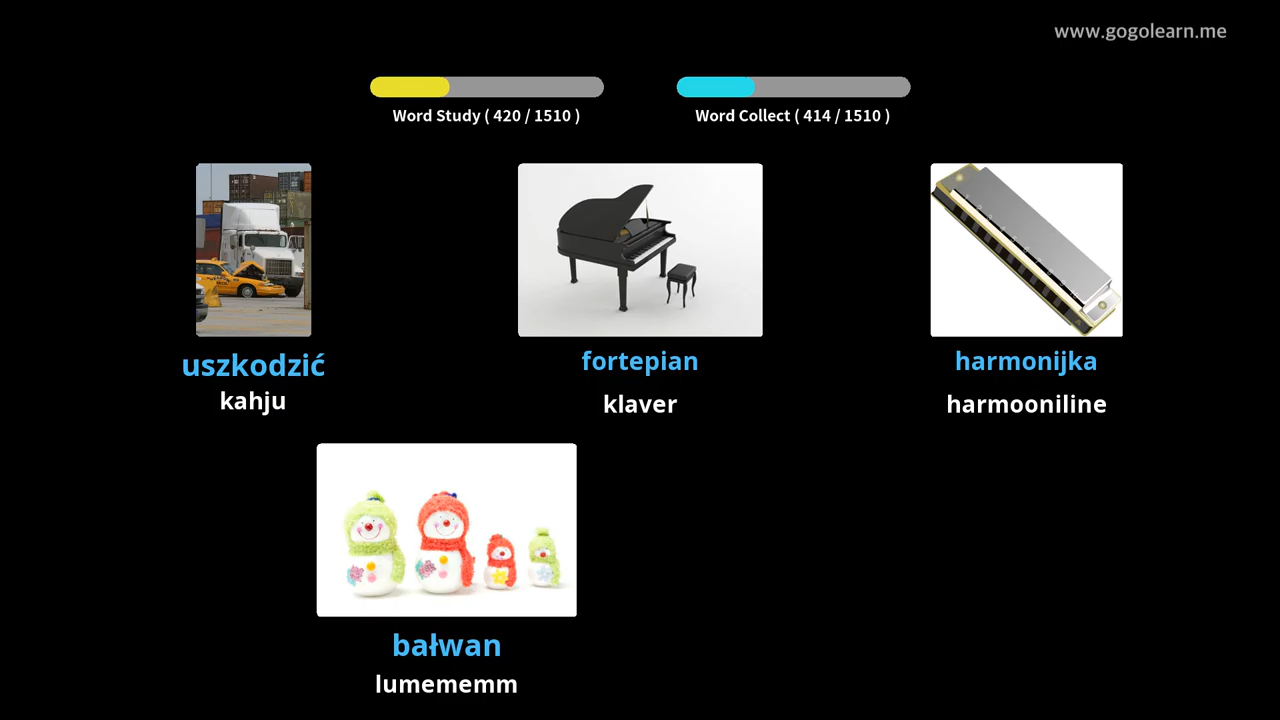 www.gogolearn.me
Word Study ( 420 / 1510 )
Word Collect ( 414 / 1510 )
uszkodzić
kahju
fortepian
klaver
harmonijka
harmooniline
bałwan
lumememm